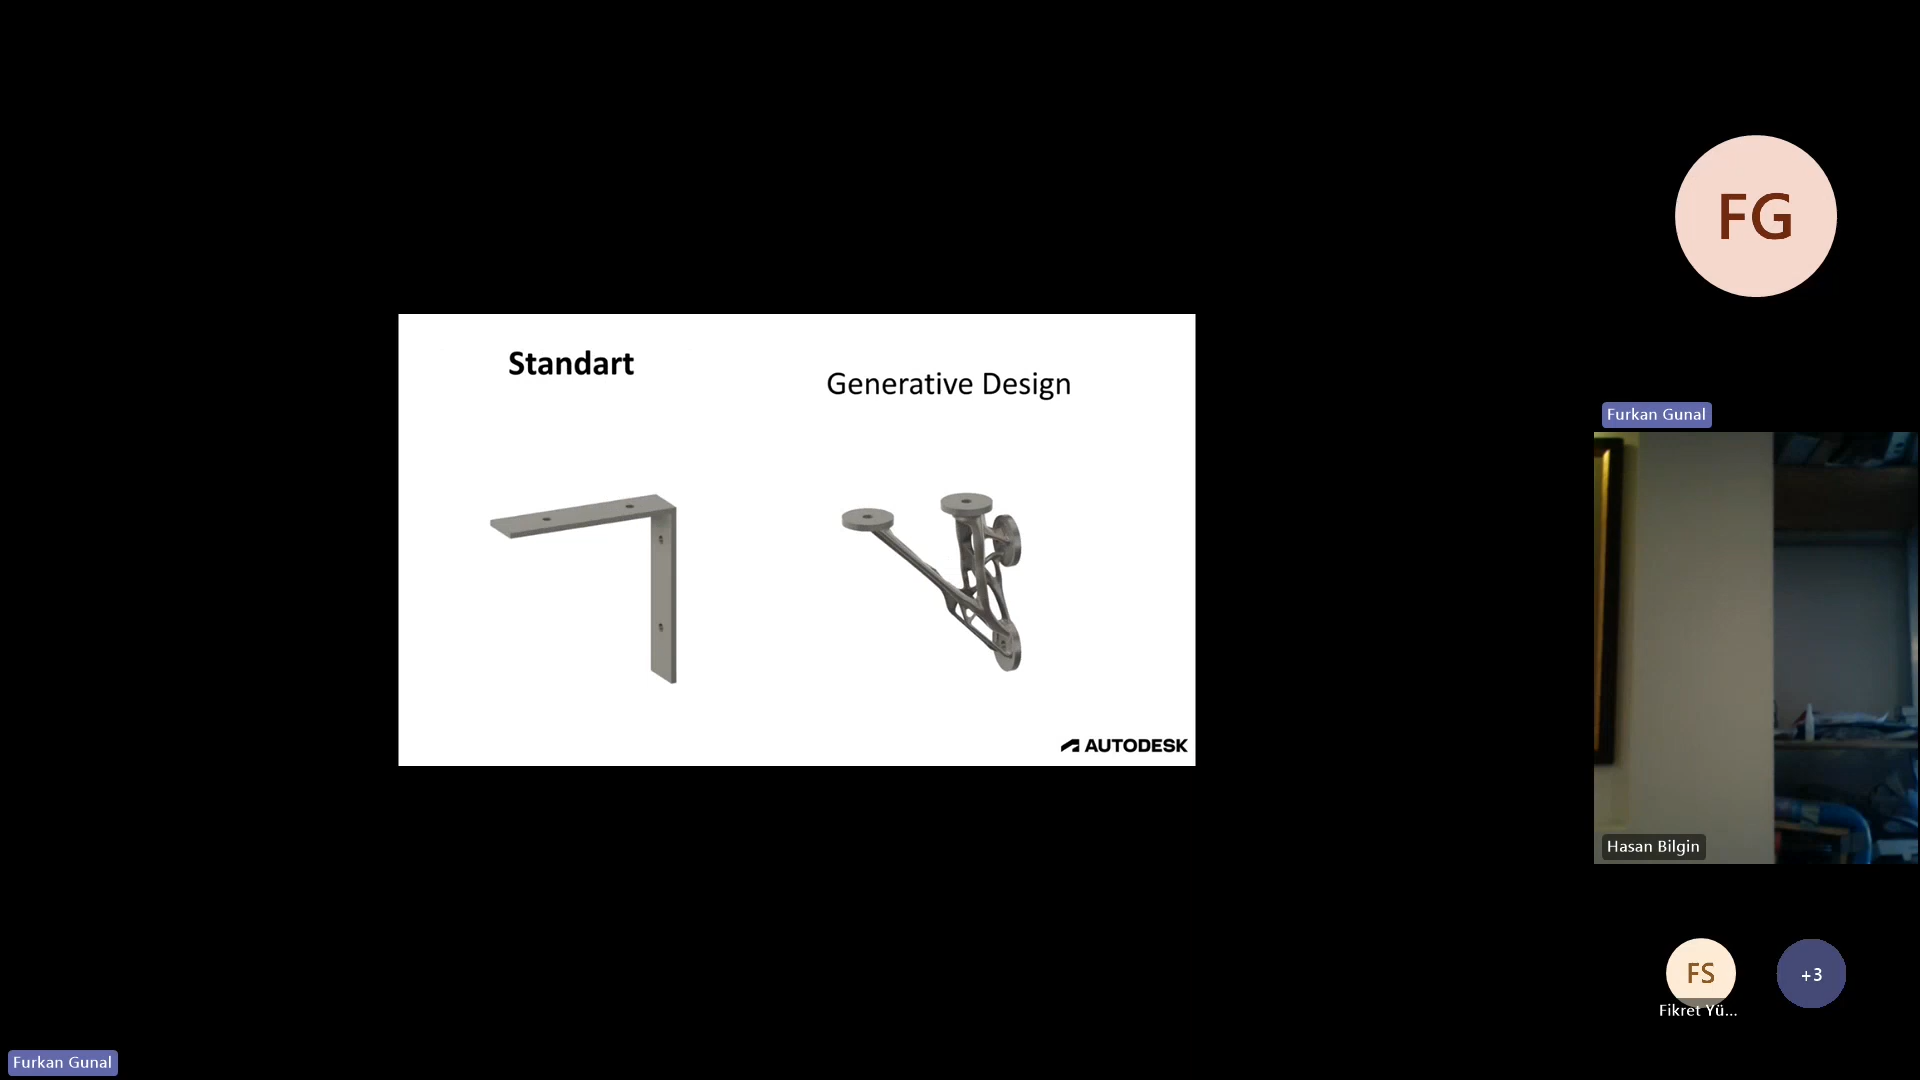 Standart
Generative Design
AUTODESK
FG
Furkan Gunal
Hasan Bilgin
FS
+3
Fikret Yü...
Furkan Gunal